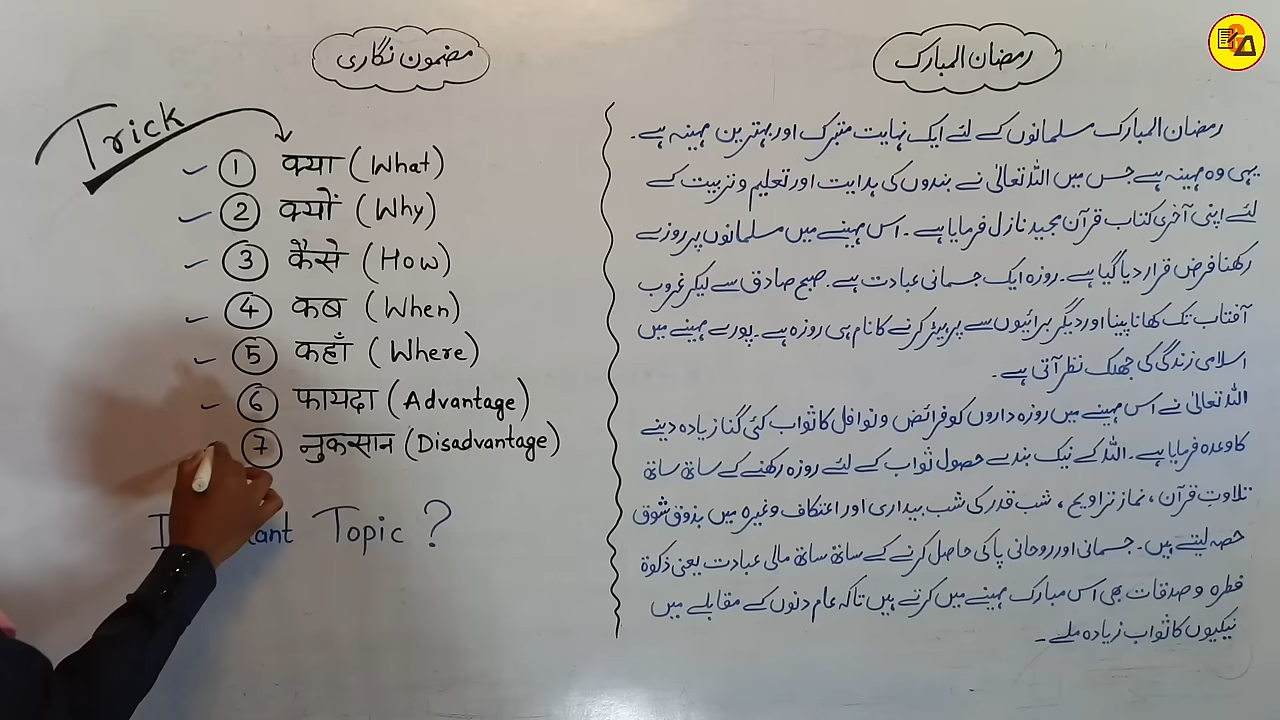 مضمون نگاری
Trick
① क्या (What)
② क्यों (Why)
③ कैसे (How)
④ कब (When)
⑤ कहाँ (Where)
⑥ फायदा (Advantage)
⑦ नुकसान (Disadvantage)
I tant Topic ?
رمضان المبارک
رمضان المبارک مسلمانوں کے لئے ایک نہایت متبرک اور بہترین مہینہ ہے۔
یہی وہ مہینہ ہے جس میں اللہ تعالیٰ نے بندوں کی ہدایت اور تعلیم و تربیت کے
لئے اپنی آخری کتاب قرآن مجید نازل فرمایا ہے۔ اس مہینے میں مسلمانوں پر روزے
رکھنا فرض قرار دیا گیا ہے۔ روزہ ایک جسمانی عبادت ہے۔ صبح صادق سے لیکر غروب
آفتاب تک کھانا پینا اور دیگر برائیوں سے پرہیز کرنے کا نام ہی روزہ ہے۔ پورے مہینے میں
اسلامی زندگی کی جھلک نظر آتی ہے۔
اللہ تعالیٰ نے اس مہینے میں روزہ داروں کو فرائض و نوافل کا ثواب کئی گنا زیادہ دینے
کا وعدہ فرمایا ہے۔ اللہ کے نیک بندے حصول ثواب کے لئے روزہ رکھنے کے ساتھ ساتھ
تلاوتِ قرآن، نماز تراویح، شب قدر کی شب بیداری اور اعتکاف وغیرہ میں بذوق شوق
حصہ لیتے ہیں۔ جسمانی اور روحانی پاکی حاصل کرنے کے ساتھ ساتھ مالی عبادت یعنی ذکوٰة
فطرہ و صدقات بھی اس مبارک مہینے میں کرتے ہیں تاکہ عام دنوں کے مقابلے میں
نیکیوں کا ثواب زیادہ ملے۔